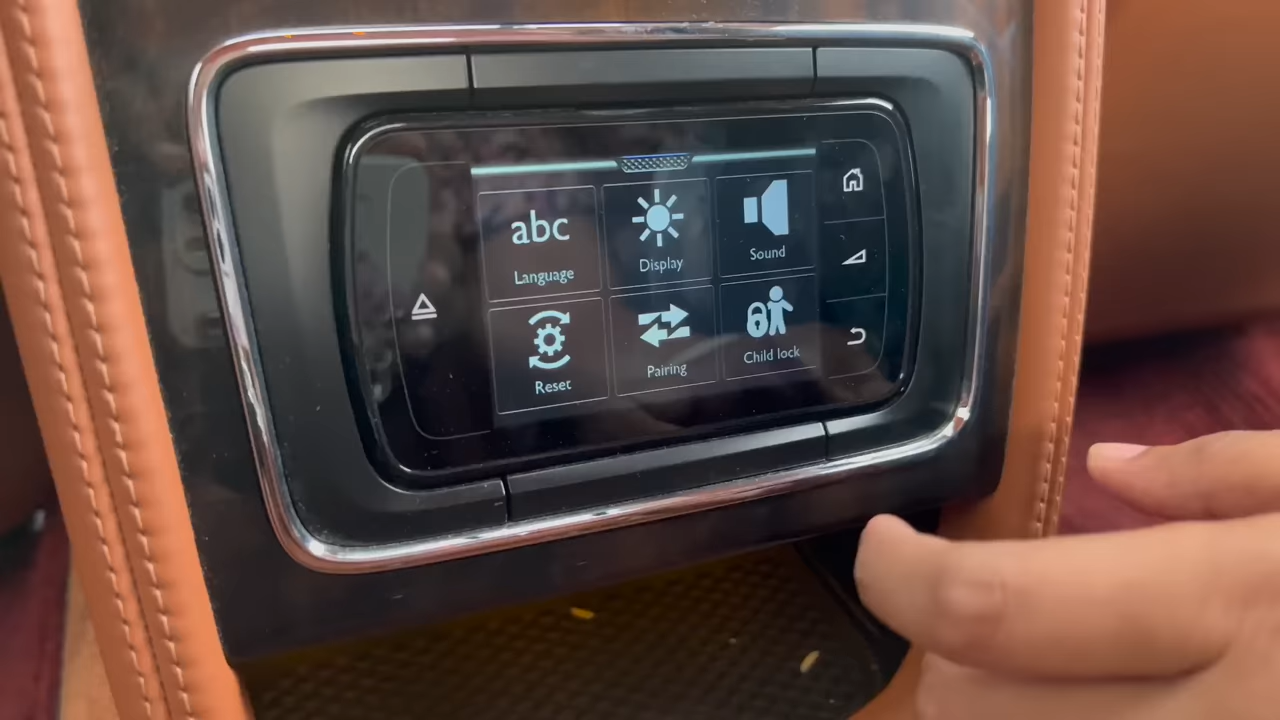 abc
Language
Display
Sound
Reset
Pairing
Child lock